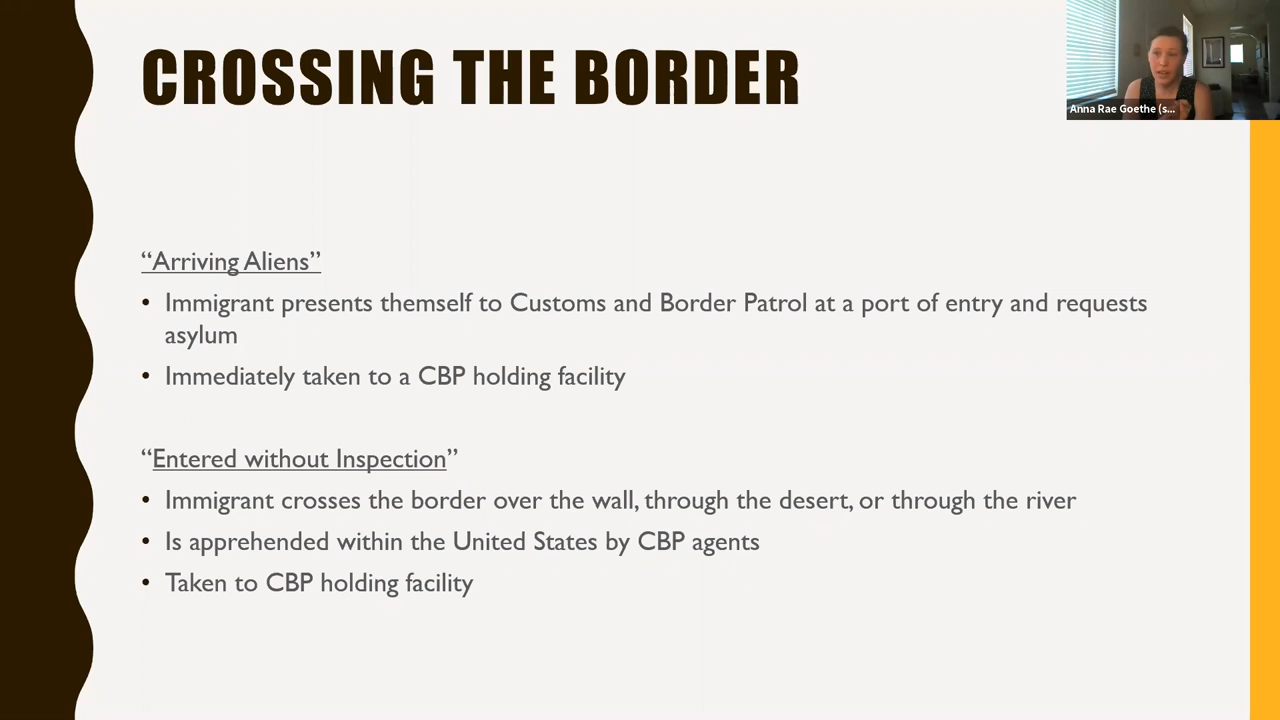 CROSSING THE BORDER
Anna Rae Goethe (s...
“Arriving Aliens”
• Immigrant presents themself to Customs and Border Patrol at a port of entry and requests
asylum
• Immediately taken to a CBP holding facility
“Entered without Inspection”
• Immigrant crosses the border over the wall, through the desert, or through the river
• Is apprehended within the United States by CBP agents
• Taken to CBP holding facility